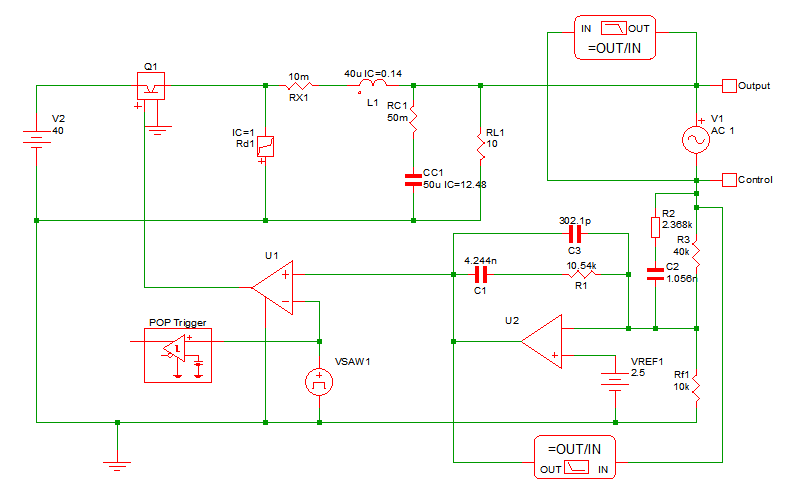 IN OUT
=OUT/IN
Q1
10m
RX1
40u IC=0.14
L1
Output
V2
40
IC=1
Rd1
RC1
50m
RL1
10
V1
AC 1
CC1
50u IC=12.48
Control
R2
2.368k
R3
40k
302.1p
C3
U1
4.244n
C1
10.54k
R1
C2
1.056n
POP Trigger
U2
VSAW1
VREF1
2.5
Rf1
10k
=OUT/IN
OUT IN